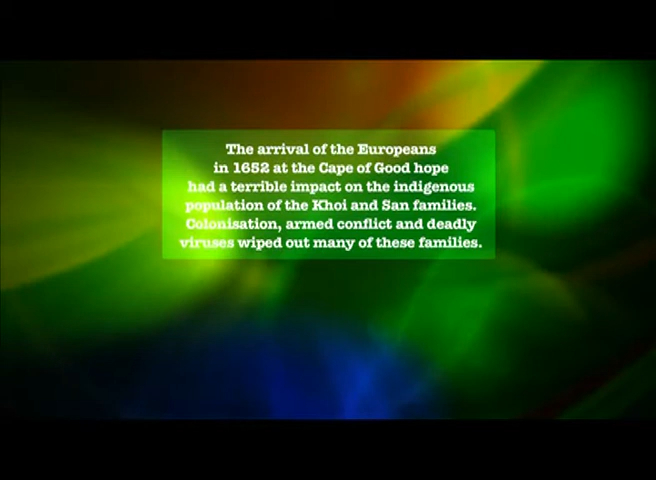 The arrival of the Europeans
in 1652 at the Cape of Good hope
had a terrible impact on the indigenous
population of the Khoi and San families.
Colonisation, armed conflict and deadly
viruses wiped out many of these families.